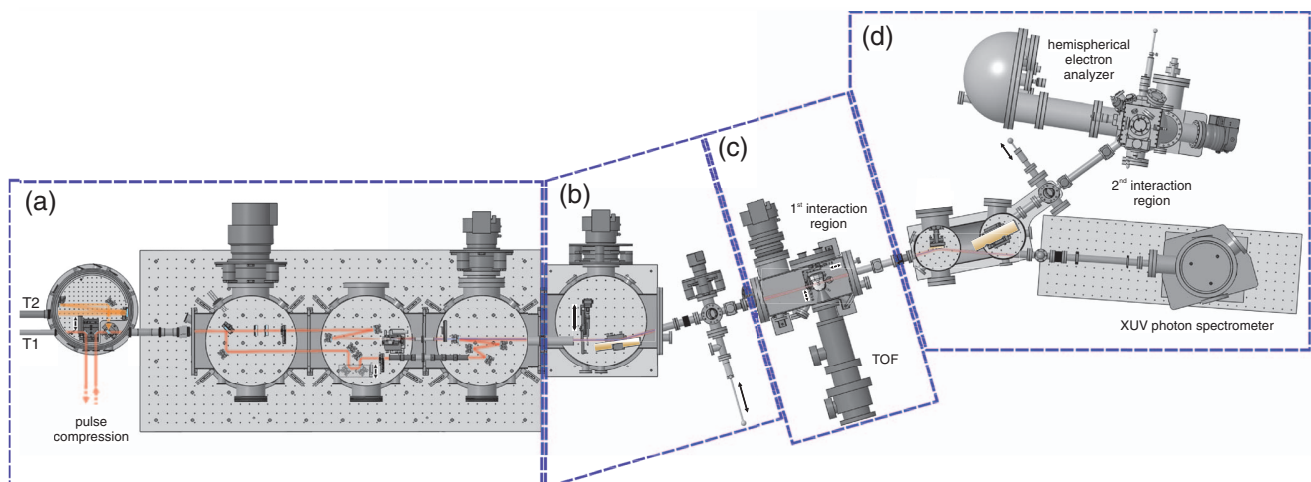 (a)
T2
T1
pulse
compression
(b)
(c)
1st interaction
region
TOF
(d)
hemispherical
electron
analyzer
2nd interaction
region
XUV photon spectrometer